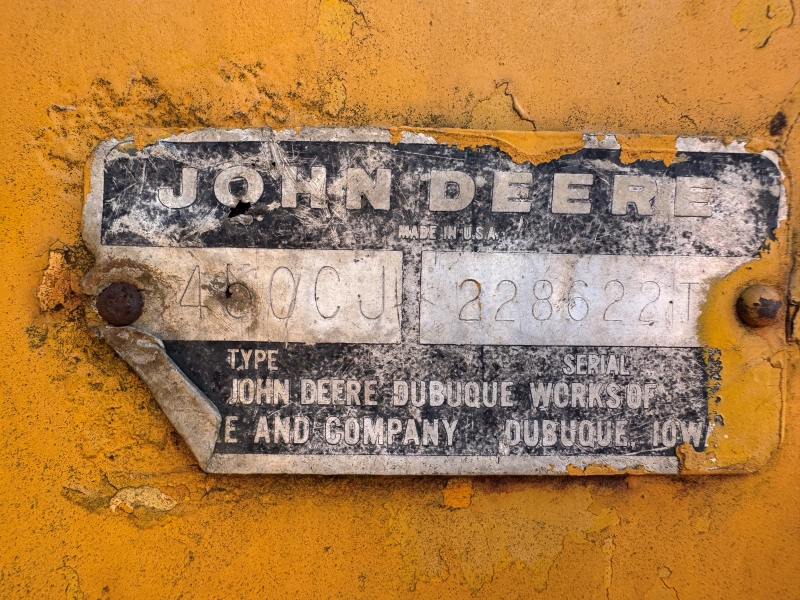 JOHN DEERE
MADE IN U.S.A.
450CJ 228622T
TYPE SERIAL
JOHN DEERE DUBUQUE WORKS OF
E AND COMPANY DUBUQUE, IOW